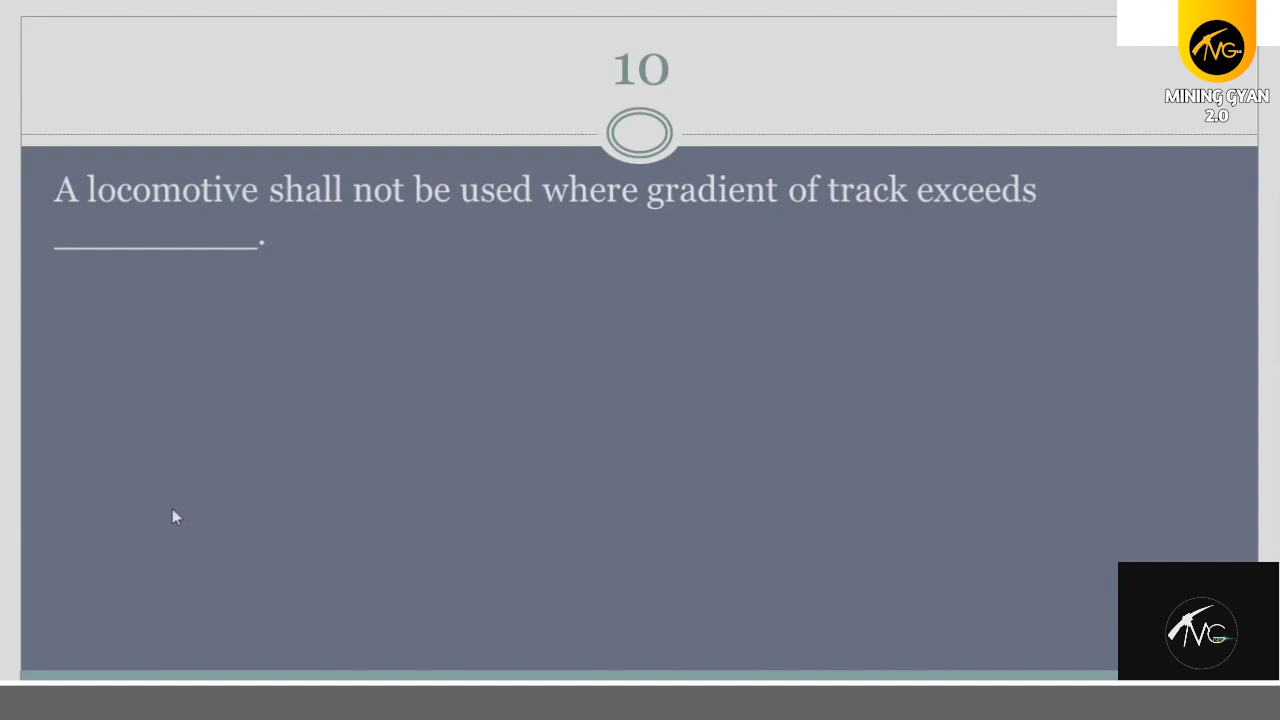 10
MINING GYAN
2.0
A locomotive shall not be used where gradient of track exceeds
___________.